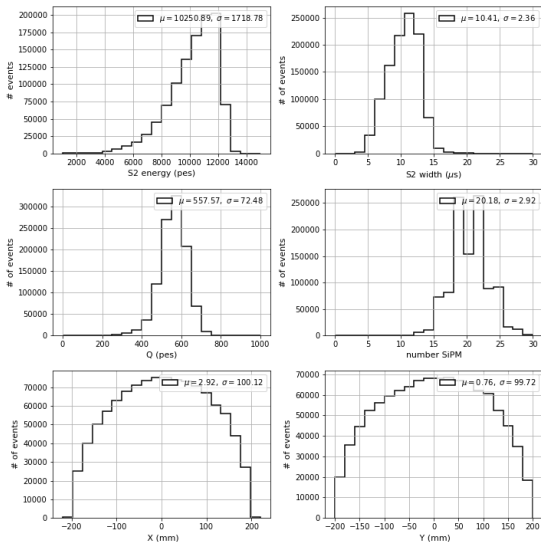 μ = 10250.89, σ = 1718.78
# events
200000
175000
150000
125000
100000
75000
50000
25000
0
2000 4000 6000 8000 10000 12000 14000
S2 energy (pes)
μ = 10.41, σ = 2.36
# of events
250000
200000
150000
100000
50000
0
0 5 10 15 20 25 30
S2 width (μs)
μ = 557.57, σ = 72.48
# of events
300000
250000
200000
150000
100000
50000
0
0 200 400 600 800 1000
Q (pes)
μ = 20.18, σ = 2.92
# of events
250000
200000
150000
100000
50000
0
0 5 10 15 20 25 30
number SiPM
μ = 2.92, σ = 100.12
# of events
70000
60000
50000
40000
30000
20000
10000
0
−200 −100 0 100 200
X (mm)
μ = 0.76, σ = 99.72
# of events
70000
60000
50000
40000
30000
20000
10000
0
−200 −150 −100 −50 0 50 100 150 200
Y (mm)